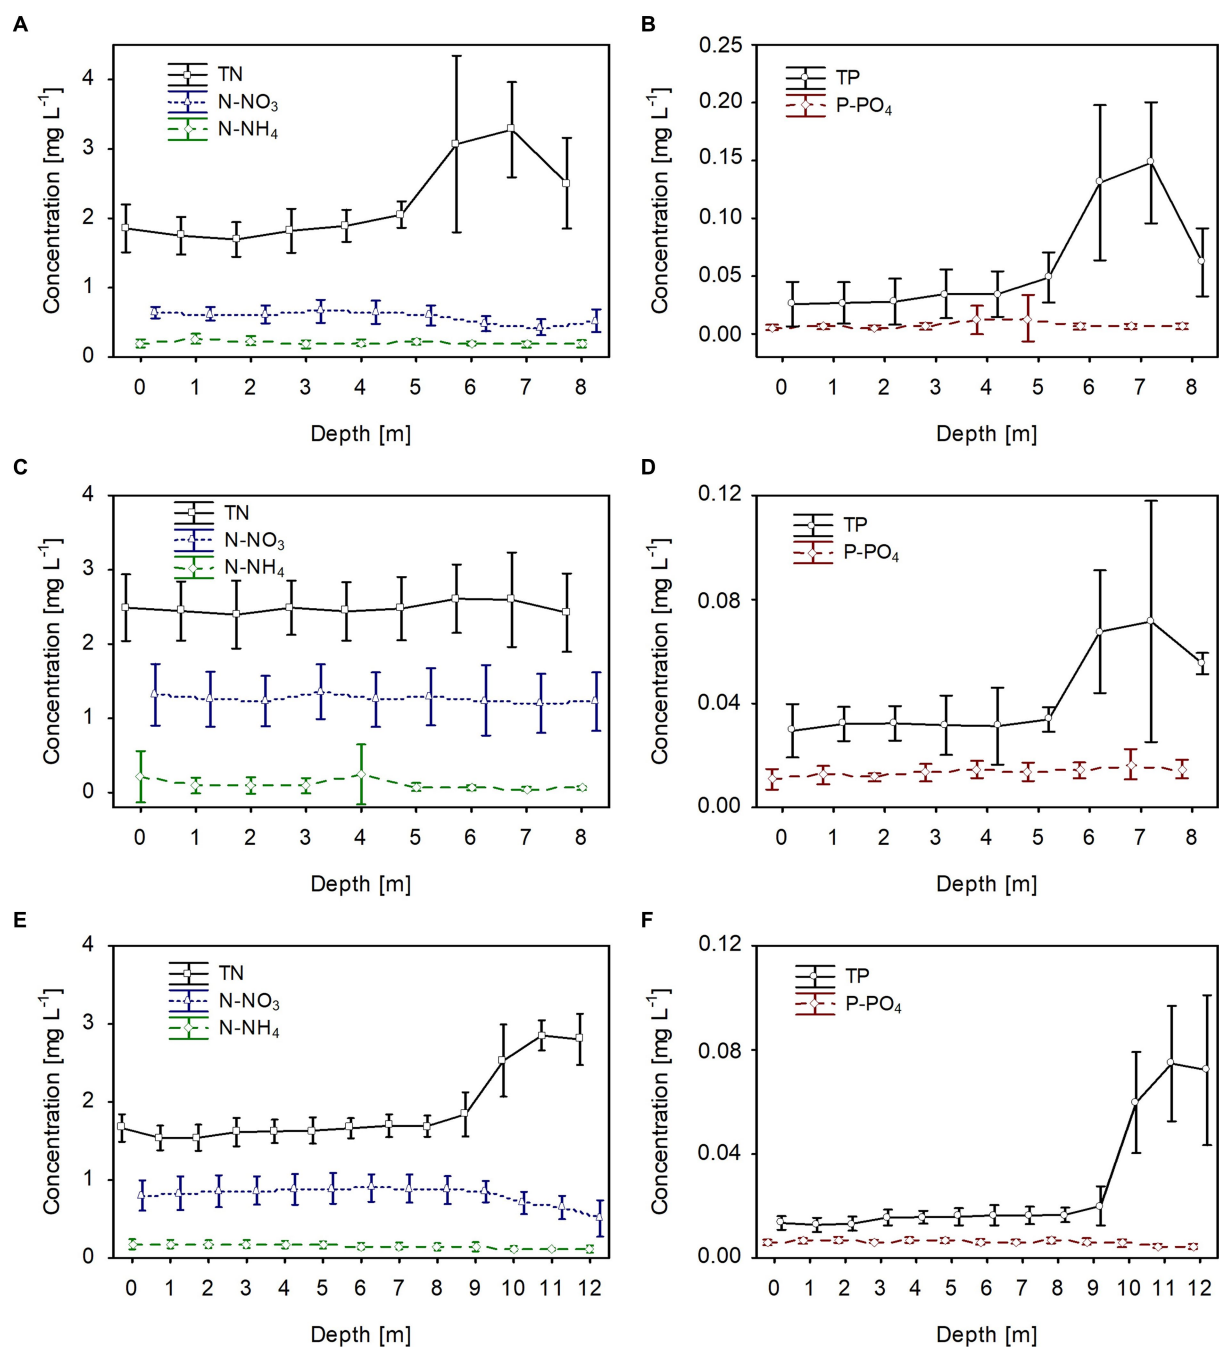 A
Concentration [mg L⁻¹]
4
3
2
1
0
TN
N-NO₃
N-NH₄
0 1 2 3 4 5 6 7 8
Depth [m]
B
Concentration [mg L⁻¹]
0.25
0.20
0.15
0.10
0.05
0.00
TP
P-PO₄
0 1 2 3 4 5 6 7 8
Depth [m]
C
Concentration [mg L⁻¹]
4
3
2
1
0
TN
N-NO₃
N-NH₄
0 1 2 3 4 5 6 7 8
Depth [m]
D
Concentration [mg L⁻¹]
0.12
0.08
0.04
0.00
TP
P-PO₄
0 1 2 3 4 5 6 7 8
Depth [m]
E
Concentration [mg L⁻¹]
4
3
2
1
0
TN
N-NO₃
N-NH₄
0 1 2 3 4 5 6 7 8 9 10 11 12
Depth [m]
F
Concentration [mg L⁻¹]
0.12
0.08
0.04
0.00
TP
P-PO₄
0 1 2 3 4 5 6 7 8 9 10 11 12
Depth [m]